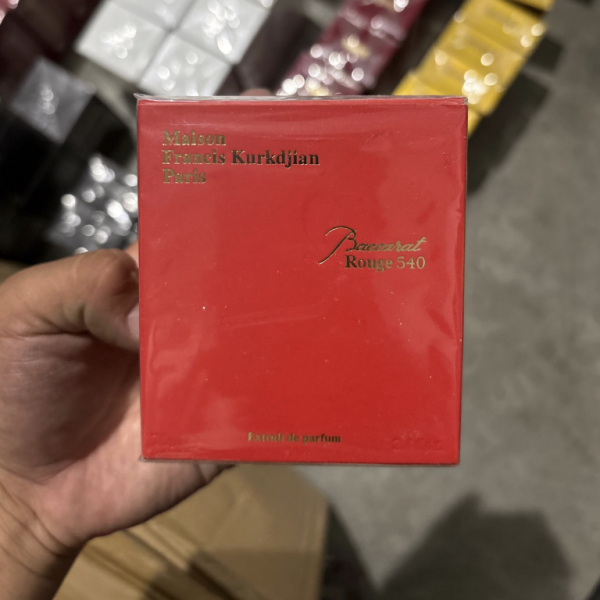 Maison
Francis Kurkdjian
Paris
Baccarat
Rouge 540
Extrait de parfum